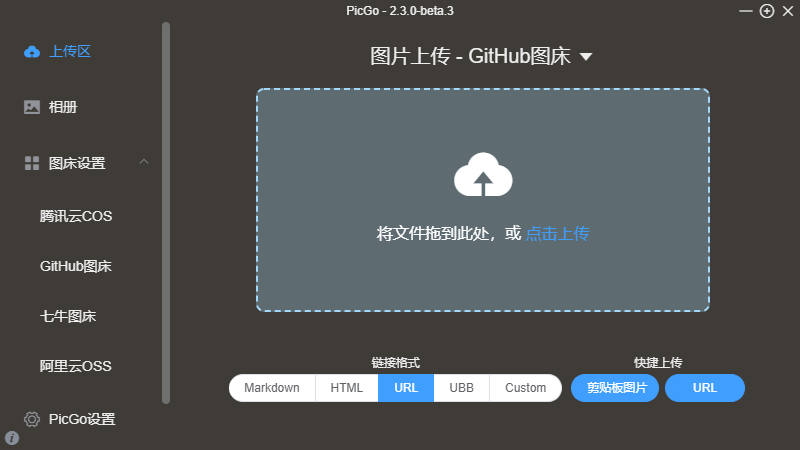 PicGo - 2.3.0-beta.3
上传区
相册
图床设置
腾讯云COS
GitHub图床
七牛图床
阿里云OSS
PicGo设置
图片上传 - GitHub图床
将文件拖到此处，或 点击上传
链接格式
Markdown HTML URL UBB Custom
快捷上传
剪贴板图片 URL